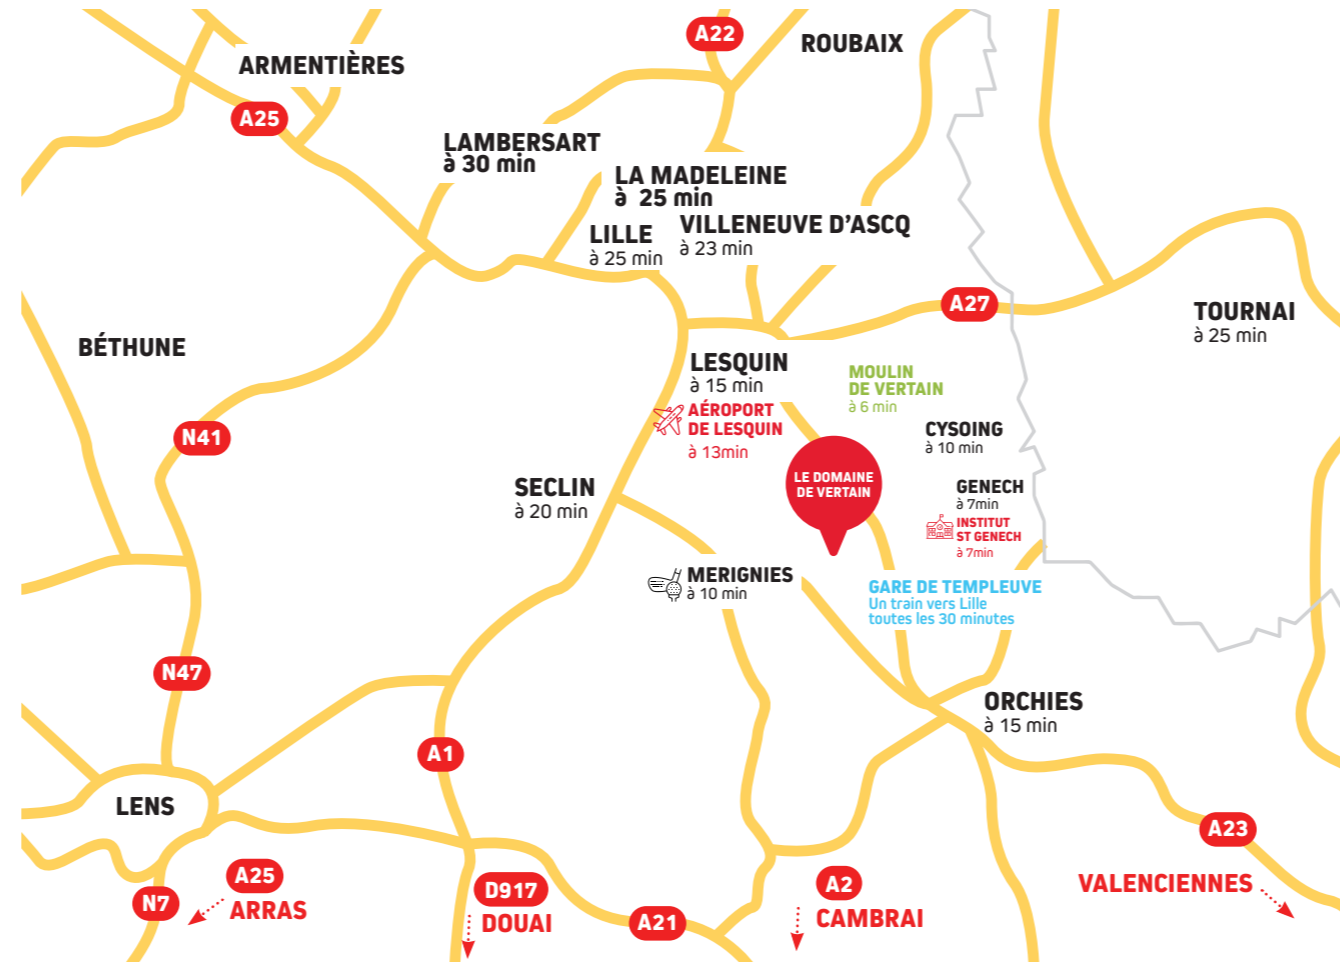 A22
ROUBAIX
ARMENTIÈRES
A25
LAMBERSART
à 30 min
LA MADELEINE
à 25 min
VILLENEUVE D'ASCQ
à 23 min
LILLE
à 25 min
A27
TOURNAI
à 25 min
BÉTHUNE
LESQUIN
à 15 min
MOULIN
DE VERTAIN
à 6 min
AÉROPORT
DE LESQUIN
à 13min
N41
CYSOING
à 10 min
LE DOMAINE
DE VERTAIN
SECLIN
à 20 min
GENECH
à 7min
INSTITUT
ST GENECH
à 7min
MERIGNIES
à 10 min
GARE DE TEMPLEUVE
Un train vers Lille
toutes les 30 minutes
N47
ORCHIES
à 15 min
A1
LENS
A23
A25
ARRAS
N7
D917
DOUAI
A21
A2
CAMBRAI
VALENCIENNES